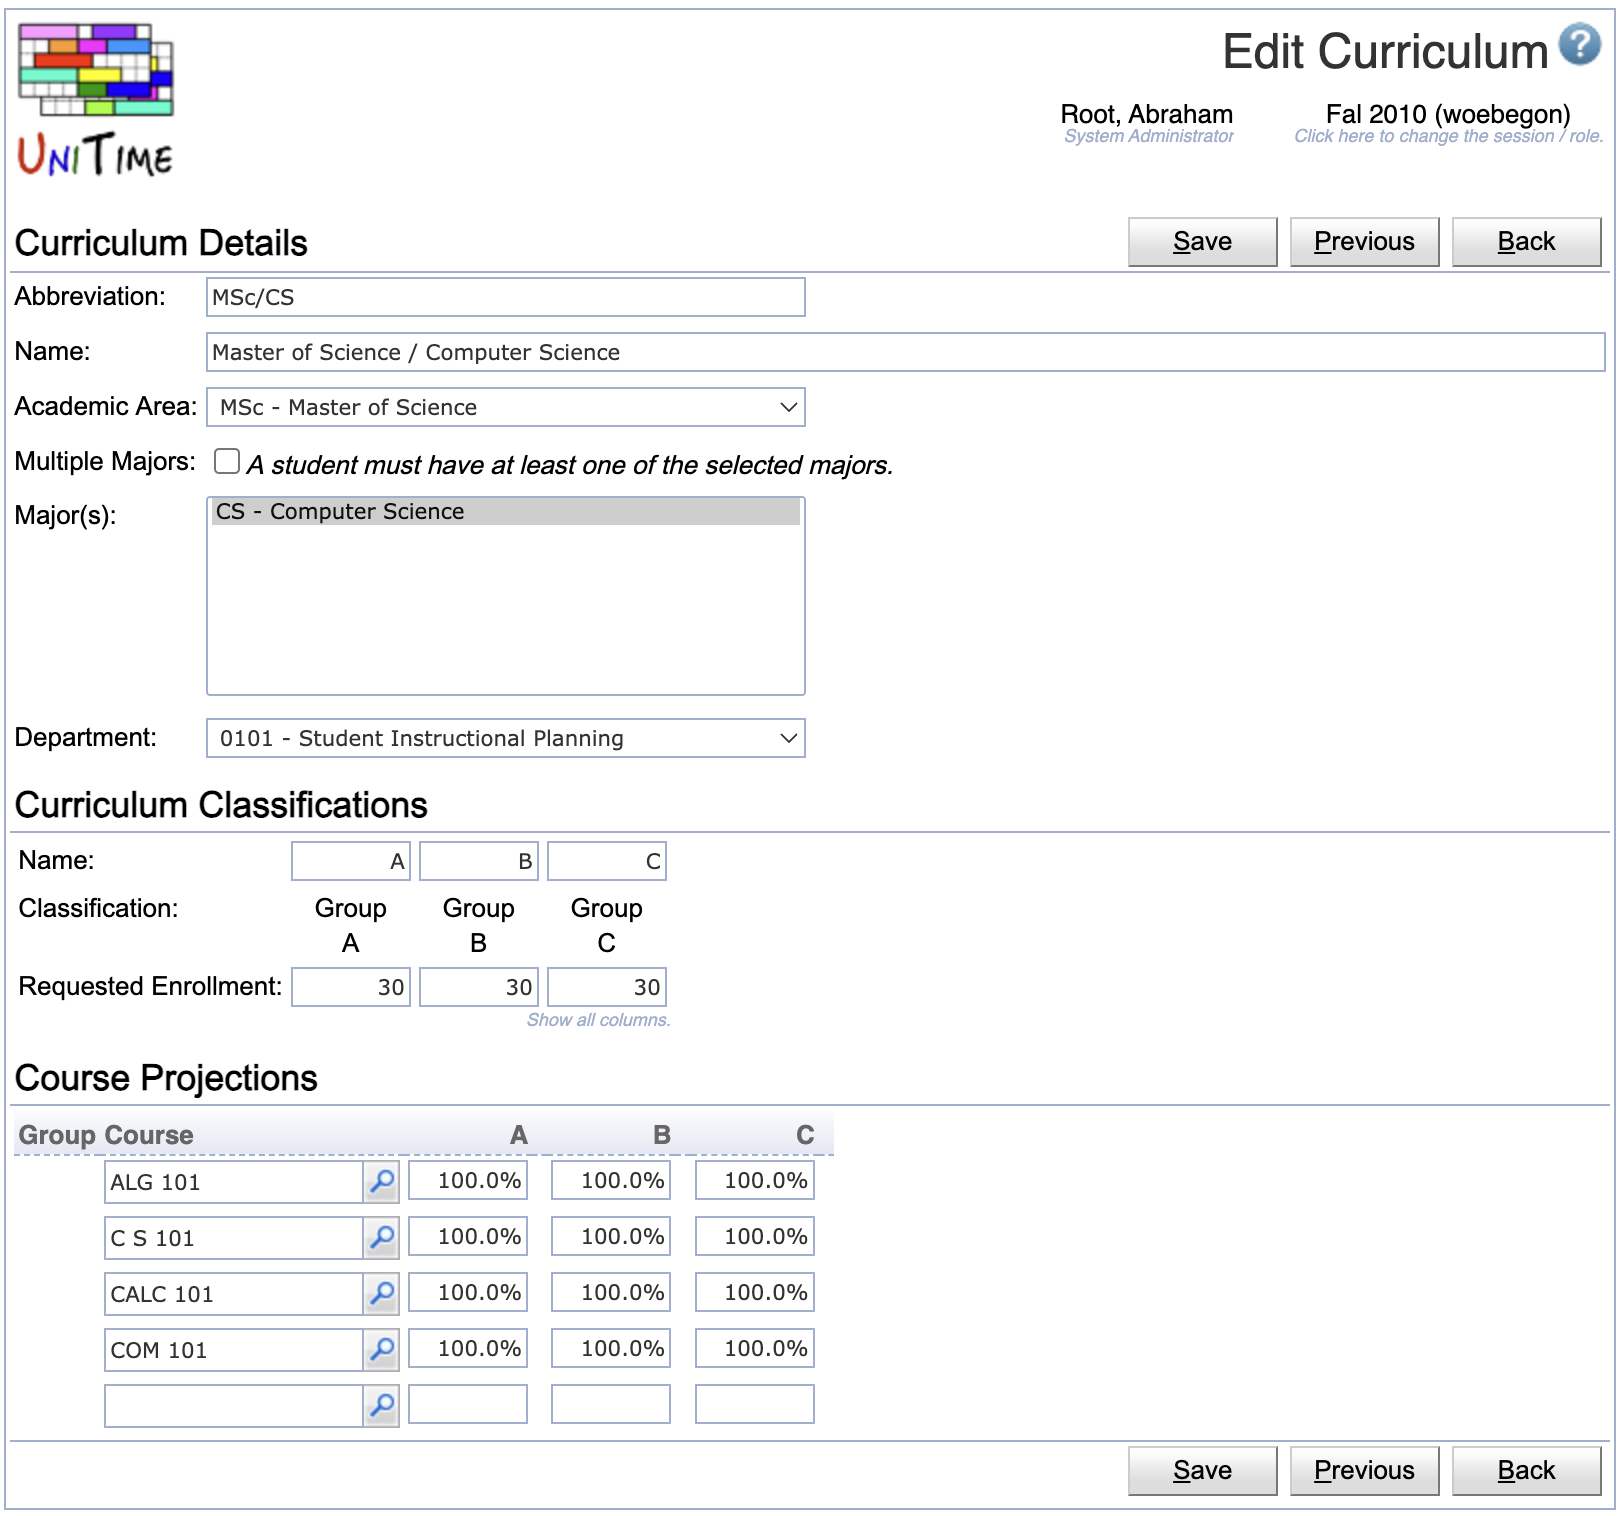 Edit Curriculum ?
Root, Abraham Fal 2010 (woebegon)
System Administrator Click here to change the session / role.
UNITIME
Curriculum Details Save Previous Back
Abbreviation: MSc/CS
Name: Master of Science / Computer Science
Academic Area: MSc - Master of Science
Multiple Majors: A student must have at least one of the selected majors.
Major(s): CS - Computer Science
Department: 0101 - Student Instructional Planning
Curriculum Classifications
Name: A B C
Classification: Group Group Group
A B C
Requested Enrollment: 30 30 30
Show all columns.
Course Projections
Group Course A B C
ALG 101 100.0% 100.0% 100.0%
C S 101 100.0% 100.0% 100.0%
CALC 101 100.0% 100.0% 100.0%
COM 101 100.0% 100.0% 100.0%
Save Previous Back